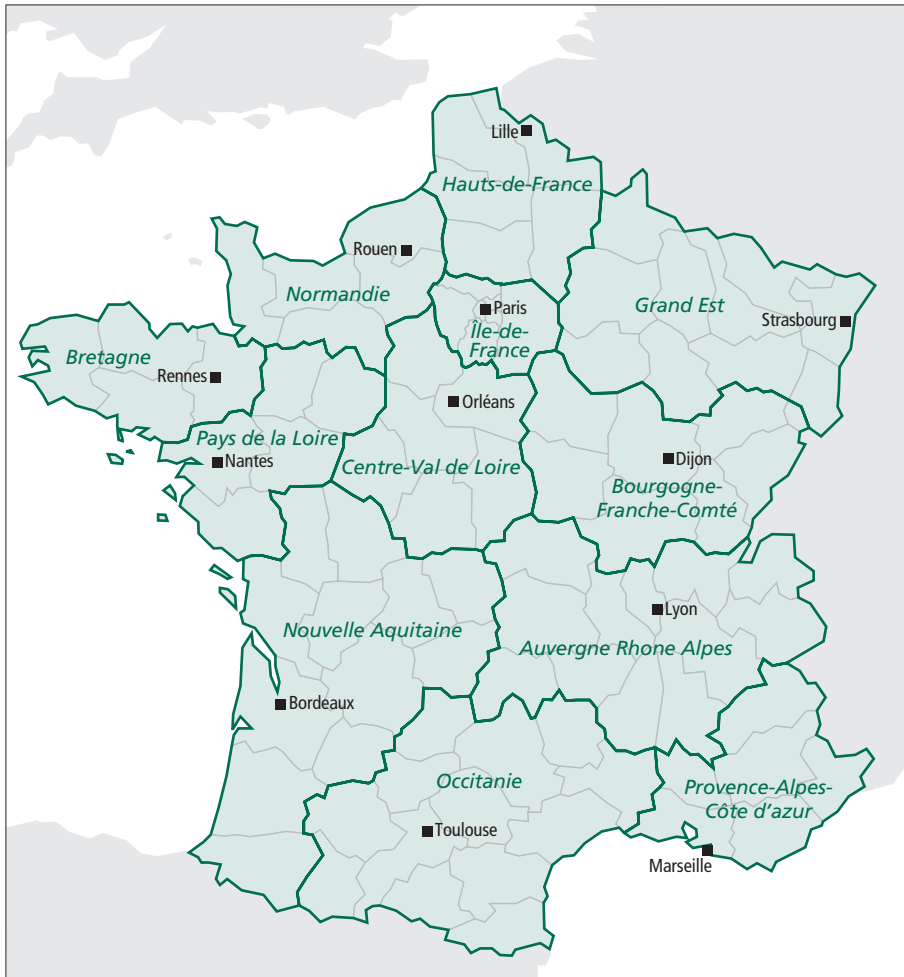 Lille
Hauts-de-France
Rouen
Normandie
Paris
Île-de-
France
Grand Est
Strasbourg
Bretagne
Rennes
Orléans
Pays de la Loire
Nantes
Centre-Val de Loire
Dijon
Bourgogne-
Franche-Comté
Lyon
Nouvelle Aquitaine
Auvergne Rhone Alpes
Bordeaux
Occitanie
Provence-Alpes-
Côte d'azur
Toulouse
Marseille